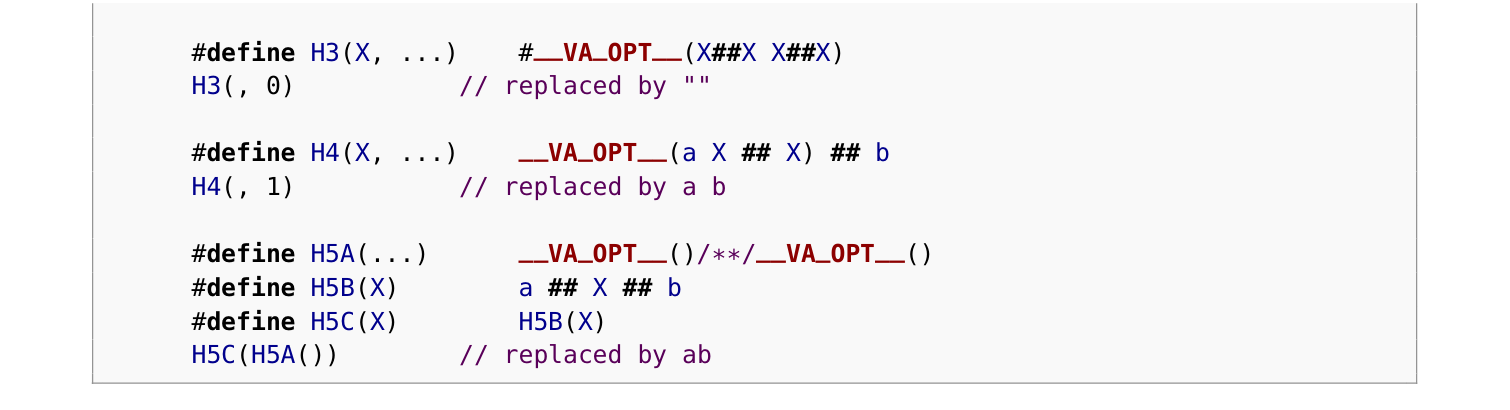 #define H3(X, ...)    #__VA_OPT__(X##X X##X)
H3(, 0)           // replaced by ""
#define H4(X, ...)    __VA_OPT__(a X ## X) ## b
H4(, 1)           // replaced by a b
#define H5A(...)      __VA_OPT__()/**/__VA_OPT__()
#define H5B(X)        a ## X ## b
#define H5C(X)        H5B(X)
H5C(H5A())        // replaced by ab